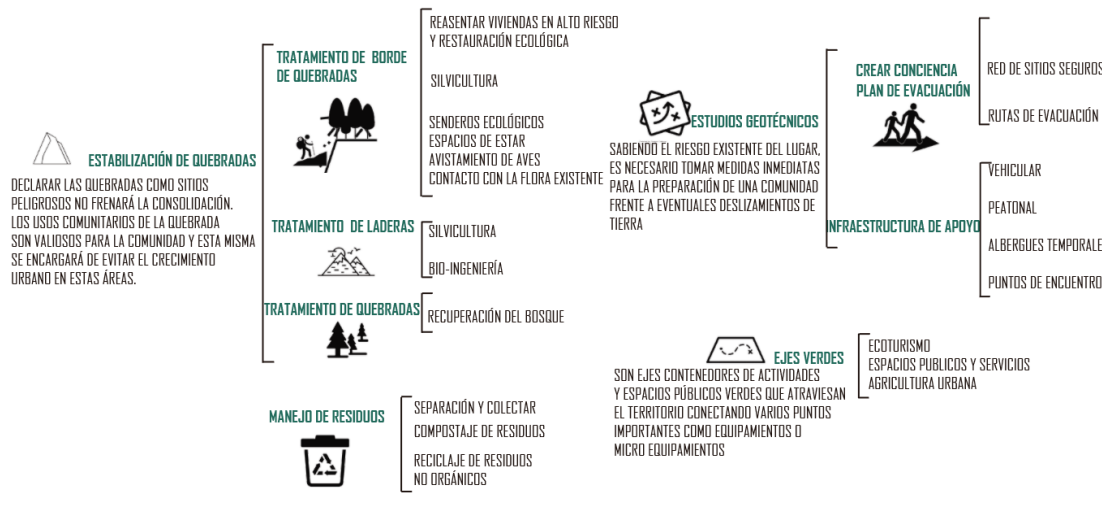 ESTABILIZACIÓN DE QUEBRADAS
DECLARAR LAS QUEBRADAS COMO SITIOS
PELIGROSOS NO FRENARÁ LA CONSOLIDACIÓN.
LOS USOS COMUNITARIOS DE LA QUEBRADA
SON VALIOSOS PARA LA COMUNIDAD Y ESTA MISMA
SE ENCARGARÁ DE EVITAR EL CRECIMIENTO
URBANO EN ESTAS ÁREAS.
TRATAMIENTO DE BORDE
DE QUEBRADAS
REASENTAR VIVIENDAS EN ALTO RIESGO
Y RESTAURACIÓN ECOLÓGICA
SILVICULTURA
SENDEROS ECOLÓGICOS
ESPACIOS DE ESTAR
AVISTAMIENTO DE AVES
CONTACTO CON LA FLORA EXISTENTE
TRATAMIENTO DE LADERAS
SILVICULTURA
BIO-INGENIERÍA
TRATAMIENTO DE QUEBRADAS
RECUPERACIÓN DEL BOSQUE
MANEJO DE RESIDUOS
SEPARACIÓN Y COLECTAR
COMPOSTAJE DE RESIDUOS
RECICLAJE DE RESIDUOS
NO ORGÁNICOS
ESTUDIOS GEOTÉCNICOS
SABIENDO EL RIESGO EXISTENTE DEL LUGAR,
ES NECESARIO TOMAR MEDIDAS INMEDIATAS
PARA LA PREPARACIÓN DE UNA COMUNIDAD
FRENTE A EVENTUALES DESLIZAMIENTOS DE
TIERRA
CREAR CONCIENCIA
PLAN DE EVACUACIÓN
RED DE SITIOS SEGUROS
RUTAS DE EVACUACIÓN
INFRAESTRUCTURA DE APOYO
VEHICULAR
PEATONAL
ALBERGUES TEMPORALE
PUNTOS DE ENCUENTRO
EJES VERDES
SON EJES CONTENEDORES DE ACTIVIDADES
Y ESPACIOS PÚBLICOS VERDES QUE ATRAVIESAN
EL TERRITORIO CONECTANDO VARIOS PUNTOS
IMPORTANTES COMO EQUIPAMIENTOS O
MICRO EQUIPAMIENTOS
ECOTURISMO
ESPACIOS PUBLICOS Y SERVICIOS
AGRICULTURA URBANA